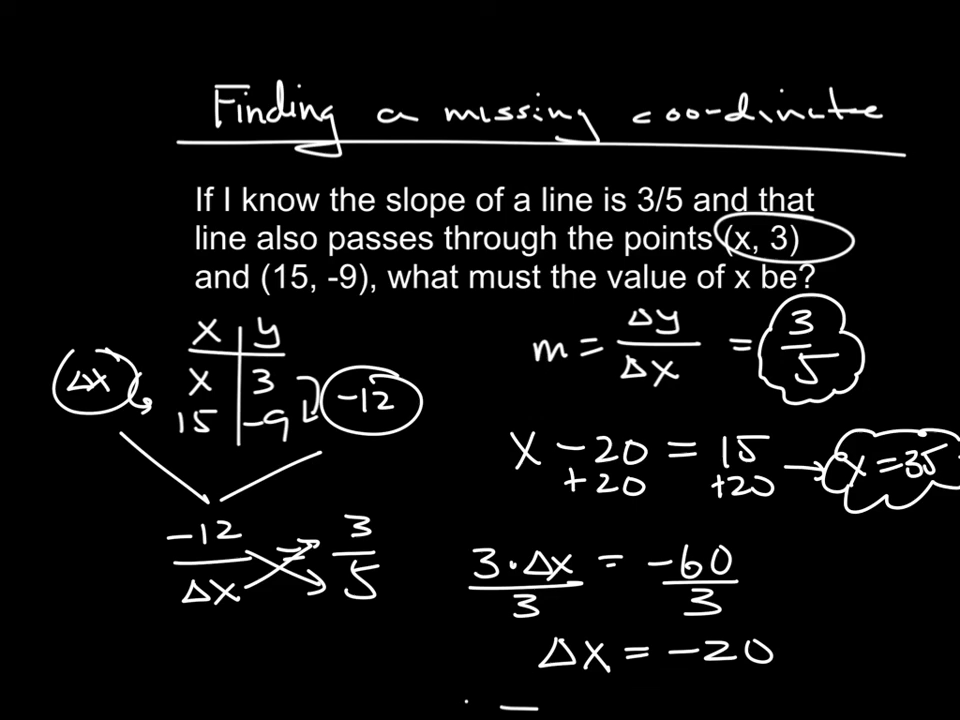 Finding a missing coordinate
If I know the slope of a line is 3/5 and that
line also passes through the points (x, 3)
and (15, -9), what must the value of x be?
x y
x 3
15 -9
Δx
-12
m = Δy/Δx = 3/5
x - 20 = 15 → x = 35
+20 +20
-12/Δx = 3/5
3·Δx/3 = -60/3
Δx = -20